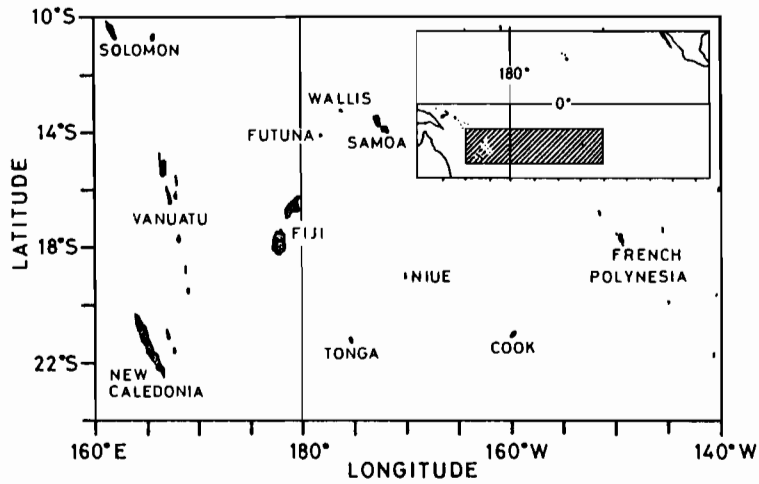 10°S
SOLOMON
180°
0°
WALLIS
FUTUNA
SAMOA
14°S
LATITUDE
VANUATU
FIJI
18°S
FRENCH
POLYNESIA
NIUE
TONGA
COOK
22°S
NEW
CALEDONIA
160°E
180°
160°W
140°W
LONGITUDE